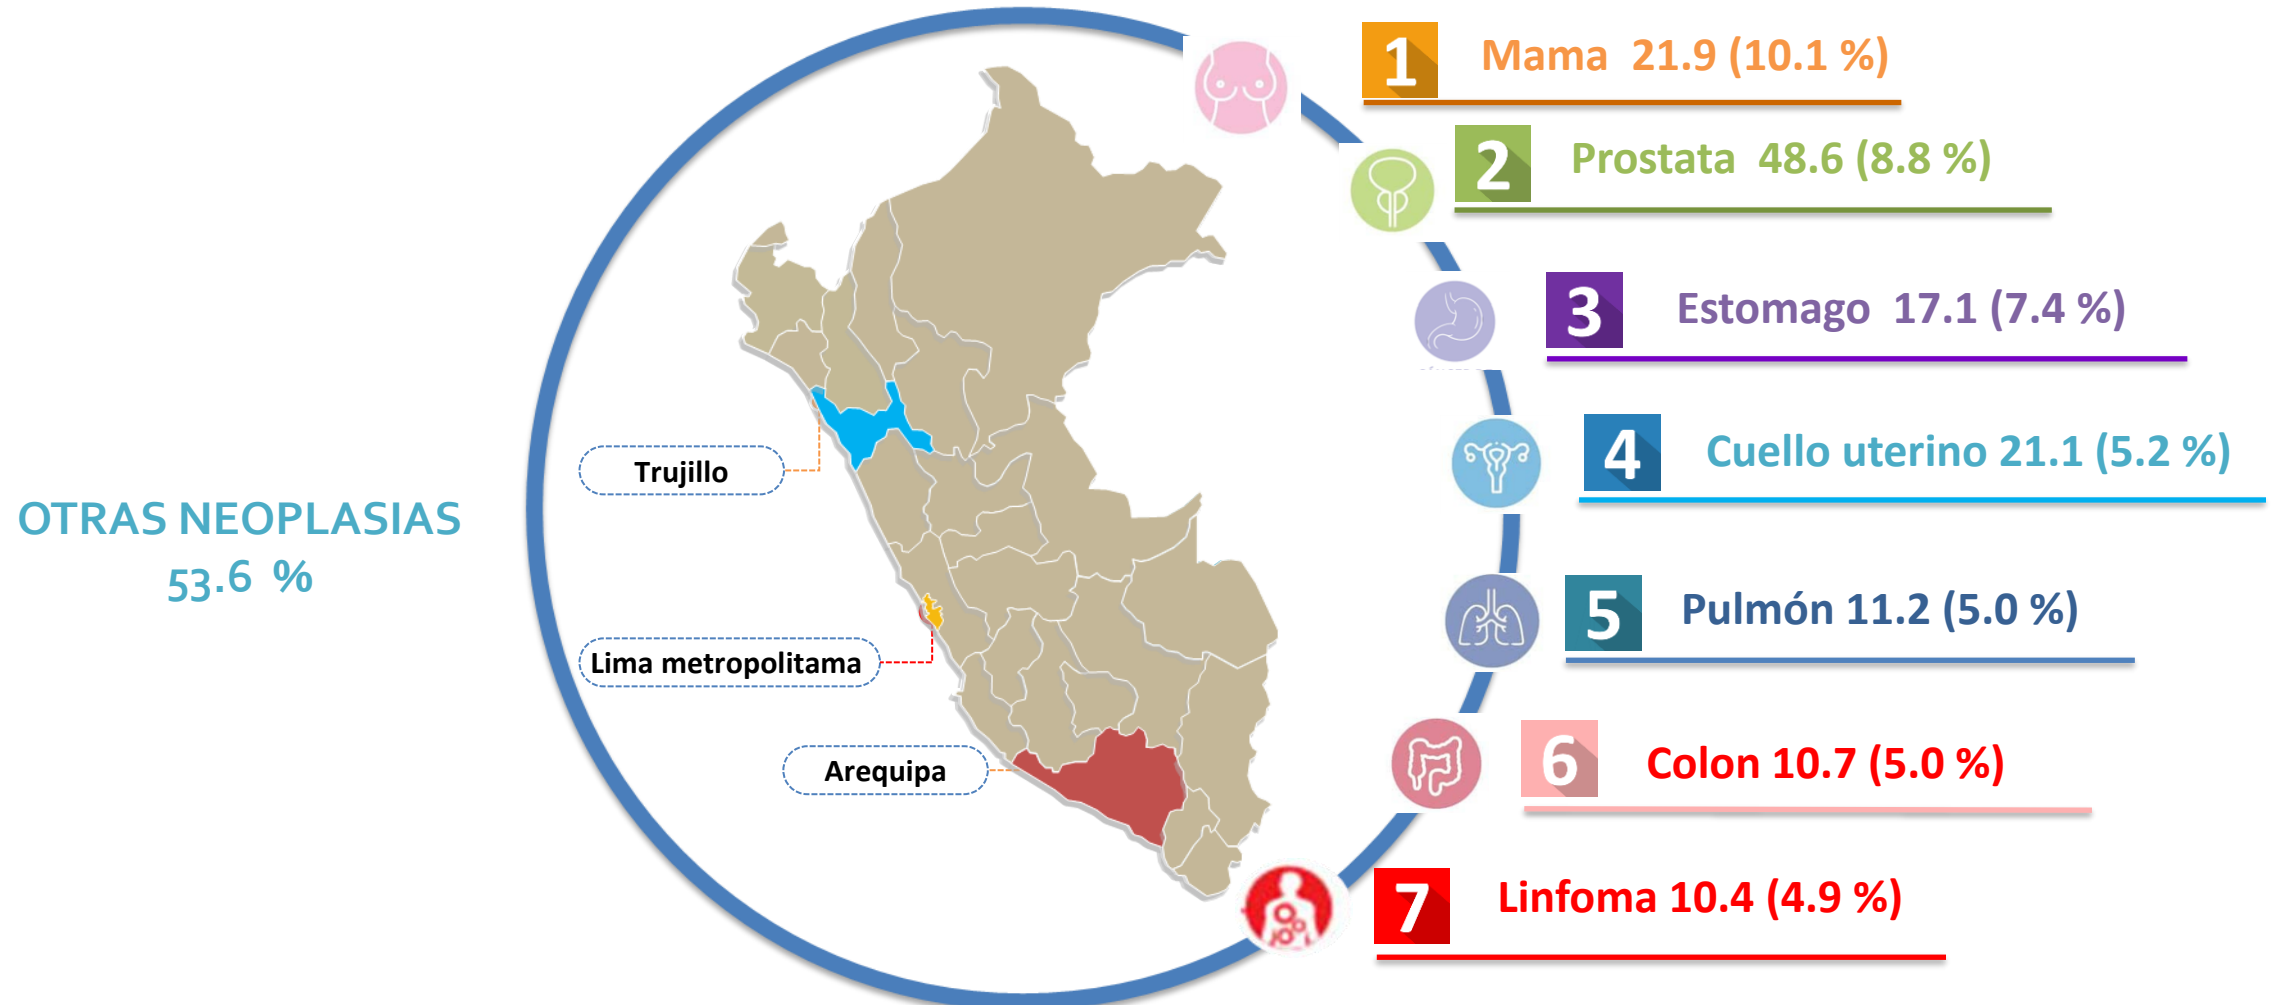 1 Mama 21.9 (10.1 %)
2 Prostata 48.6 (8.8 %)
3 Estomago 17.1 (7.4 %)
4 Cuello uterino 21.1 (5.2 %)
5 Pulmón 11.2 (5.0 %)
6 Colon 10.7 (5.0 %)
7 Linfoma 10.4 (4.9 %)
Trujillo
Lima metropolitama
Arequipa
OTRAS NEOPLASIAS
53.6 %